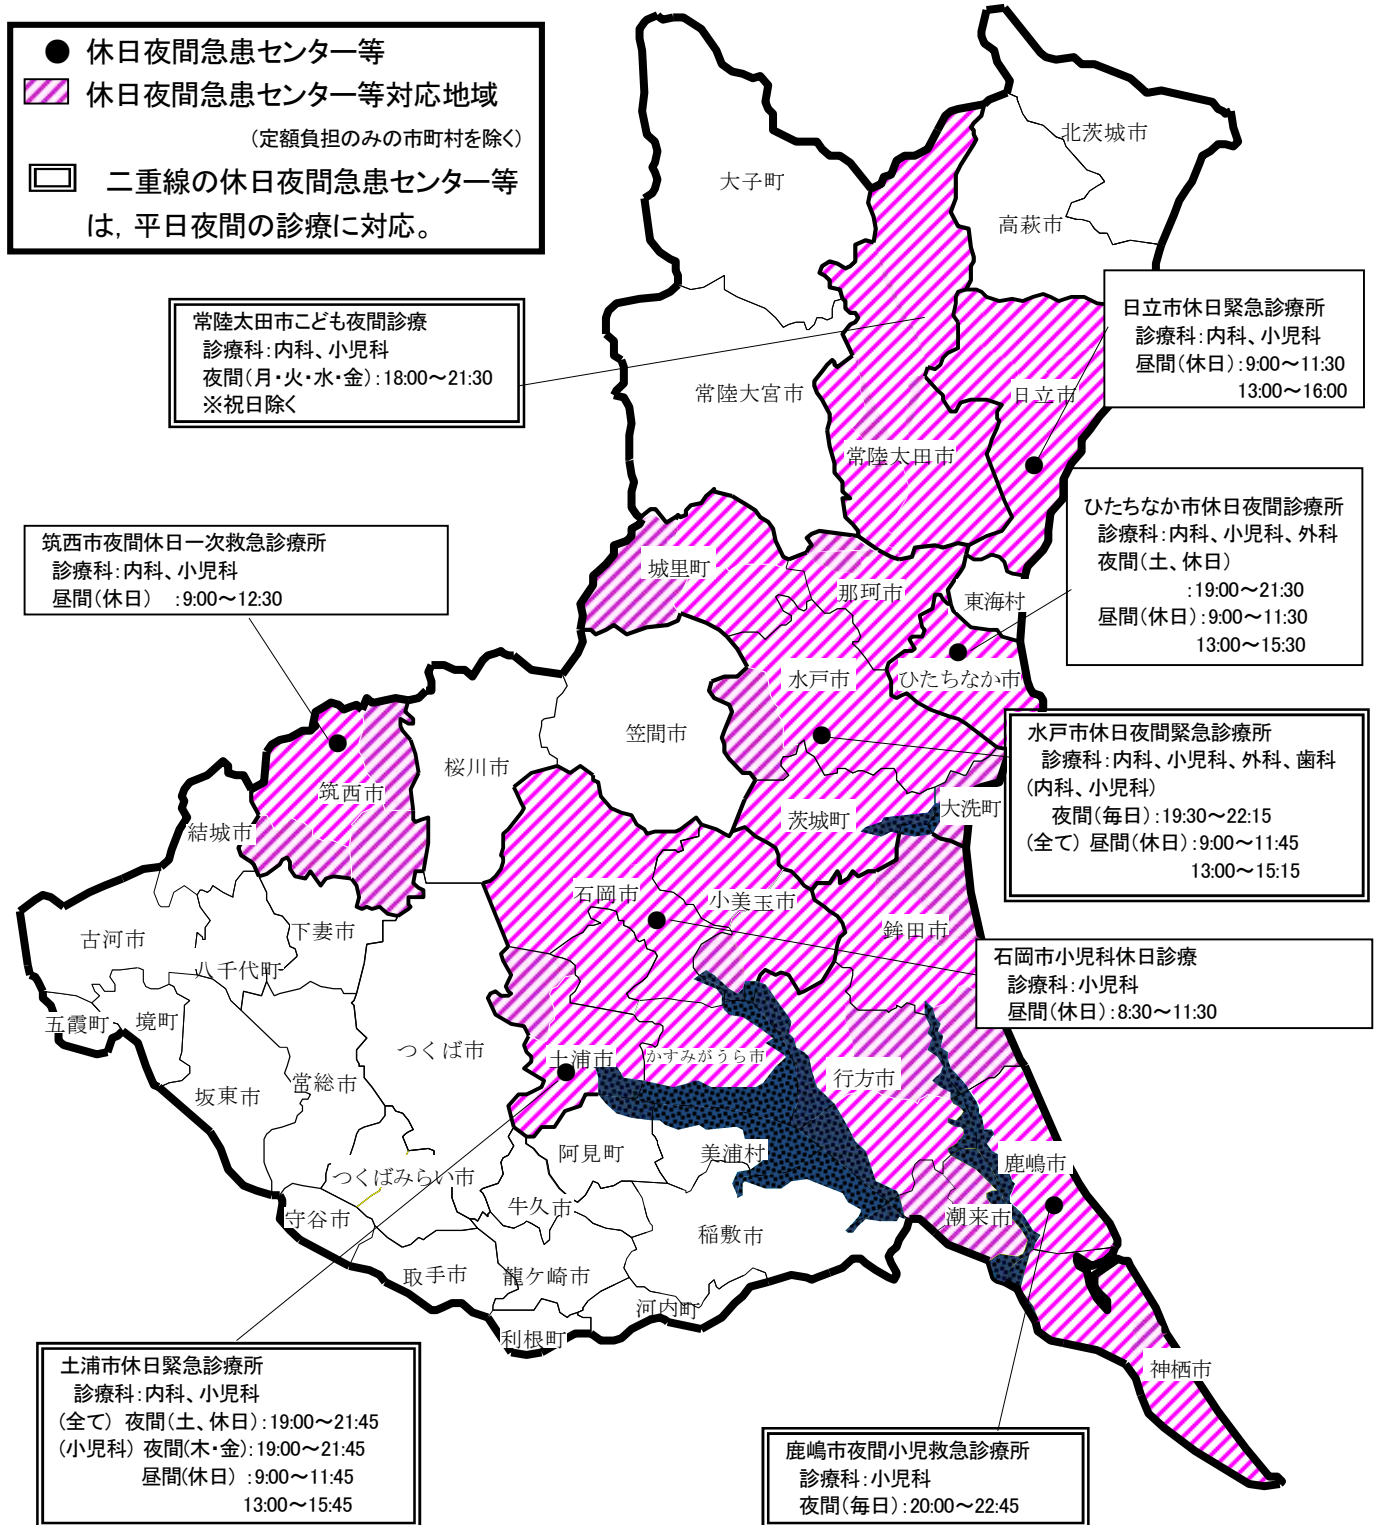 ● 休日夜間急患センター等
休日夜間急患センター等対応地域
(定額負担のみの市町村を除く)
二重線の休日夜間急患センター等
は, 平日夜間の診療に対応。
北茨城市
大子町
高萩市
常陸太田市こども夜間診療
診療科:内科、小児科
夜間(月・火・水・金):18:00～21:30
※祝日除く
日立市休日緊急診療所
診療科:内科、小児科
昼間(休日):9:00～11:30
13:00～16:00
常陸大宮市
日立市
常陸太田市
ひたちなか市休日夜間診療所
診療科:内科、小児科、外科
夜間(土、休日)
:19:00～21:30
昼間(休日):9:00～11:30
13:00～15:30
筑西市夜間休日一次救急診療所
診療科:内科、小児科
昼間(休日) :9:00～12:30
城里町
那珂市
東海村
水戸市
ひたちなか市
笠間市
桜川市
筑西市
結城市
水戸市休日夜間緊急診療所
診療科:内科、小児科、外科、歯科
(内科、小児科)
夜間(毎日):19:30～22:15
(全て) 昼間(休日):9:00～11:45
13:00～15:15
茨城町
大洗町
石岡市
小美玉市
鉾田市
古河市
下妻市
八千代町
石岡市小児科休日診療
診療科:小児科
昼間(休日):8:30～11:30
五霞町
境町
つくば市
土浦市
かすみがうら市
行方市
坂東市
常総市
阿見町
美浦村
鹿嶋市
つくばみらい市
守谷市
牛久市
稲敷市
潮来市
取手市
龍ケ崎市
河内町
利根町
神栖市
土浦市休日緊急診療所
診療科:内科、小児科
(全て) 夜間(土、休日):19:00～21:45
(小児科) 夜間(木・金):19:00～21:45
昼間(休日) :9:00～11:45
13:00～15:45
鹿嶋市夜間小児救急診療所
診療科:小児科
夜間(毎日):20:00～22:45